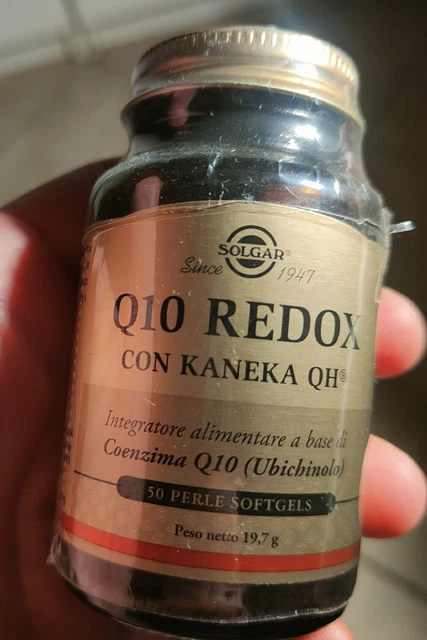 SOLGAR®
Since 1947
Q10 REDOX
CON KANEKA QH®
Integratore alimentare a base di
Coenzima Q10 (Ubichinolo)
50 PERLE SOFTGELS
Peso netto 19,7 g